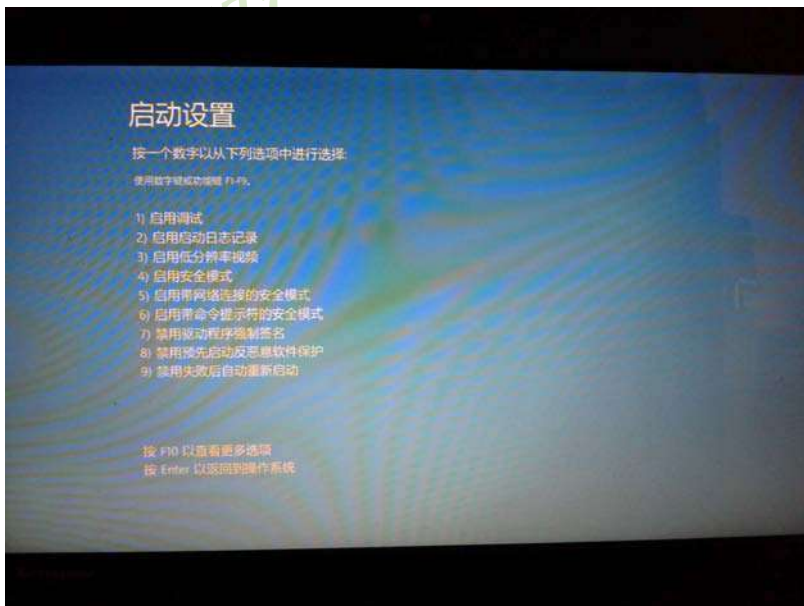 启动设置
按一个数字以从下列选项中进行选择:
使用数字键或功能键 F1-F9。
1) 启用调试
2) 启用启动日志记录
3) 启用低分辨率视频
4) 启用安全模式
5) 启用带网络连接的安全模式
6) 启用带命令提示符的安全模式
7) 禁用驱动程序强制签名
8) 禁用预先启动反恶意软件保护
9) 禁用失败后自动重新启动
按 F10 以查看更多选项
按 Enter 以返回到操作系统